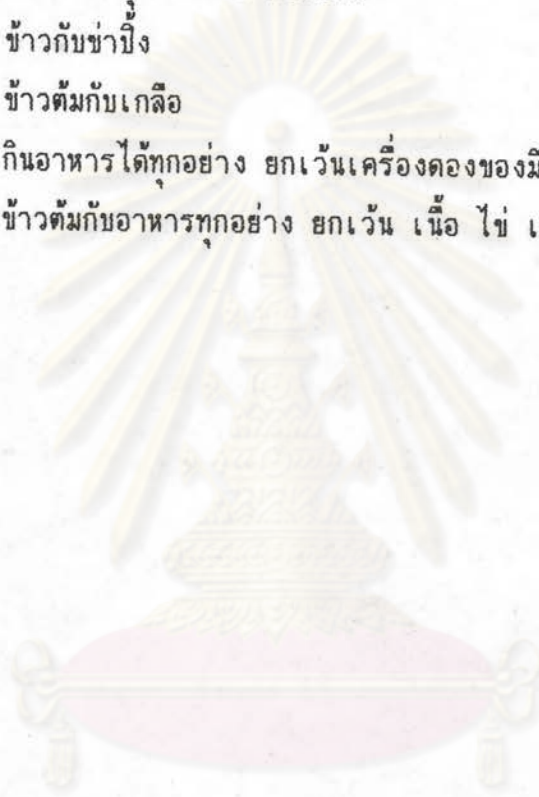 ข้าวกับข่าปิ้ง
ข้าวต้มกับเกลือ
กินอาหารได้ทุกอย่าง ยกเว้นเครื่องดองของมี
ข้าวต้มกับอาหารทุกอย่าง ยกเว้น เนื้อ ไข่ เ